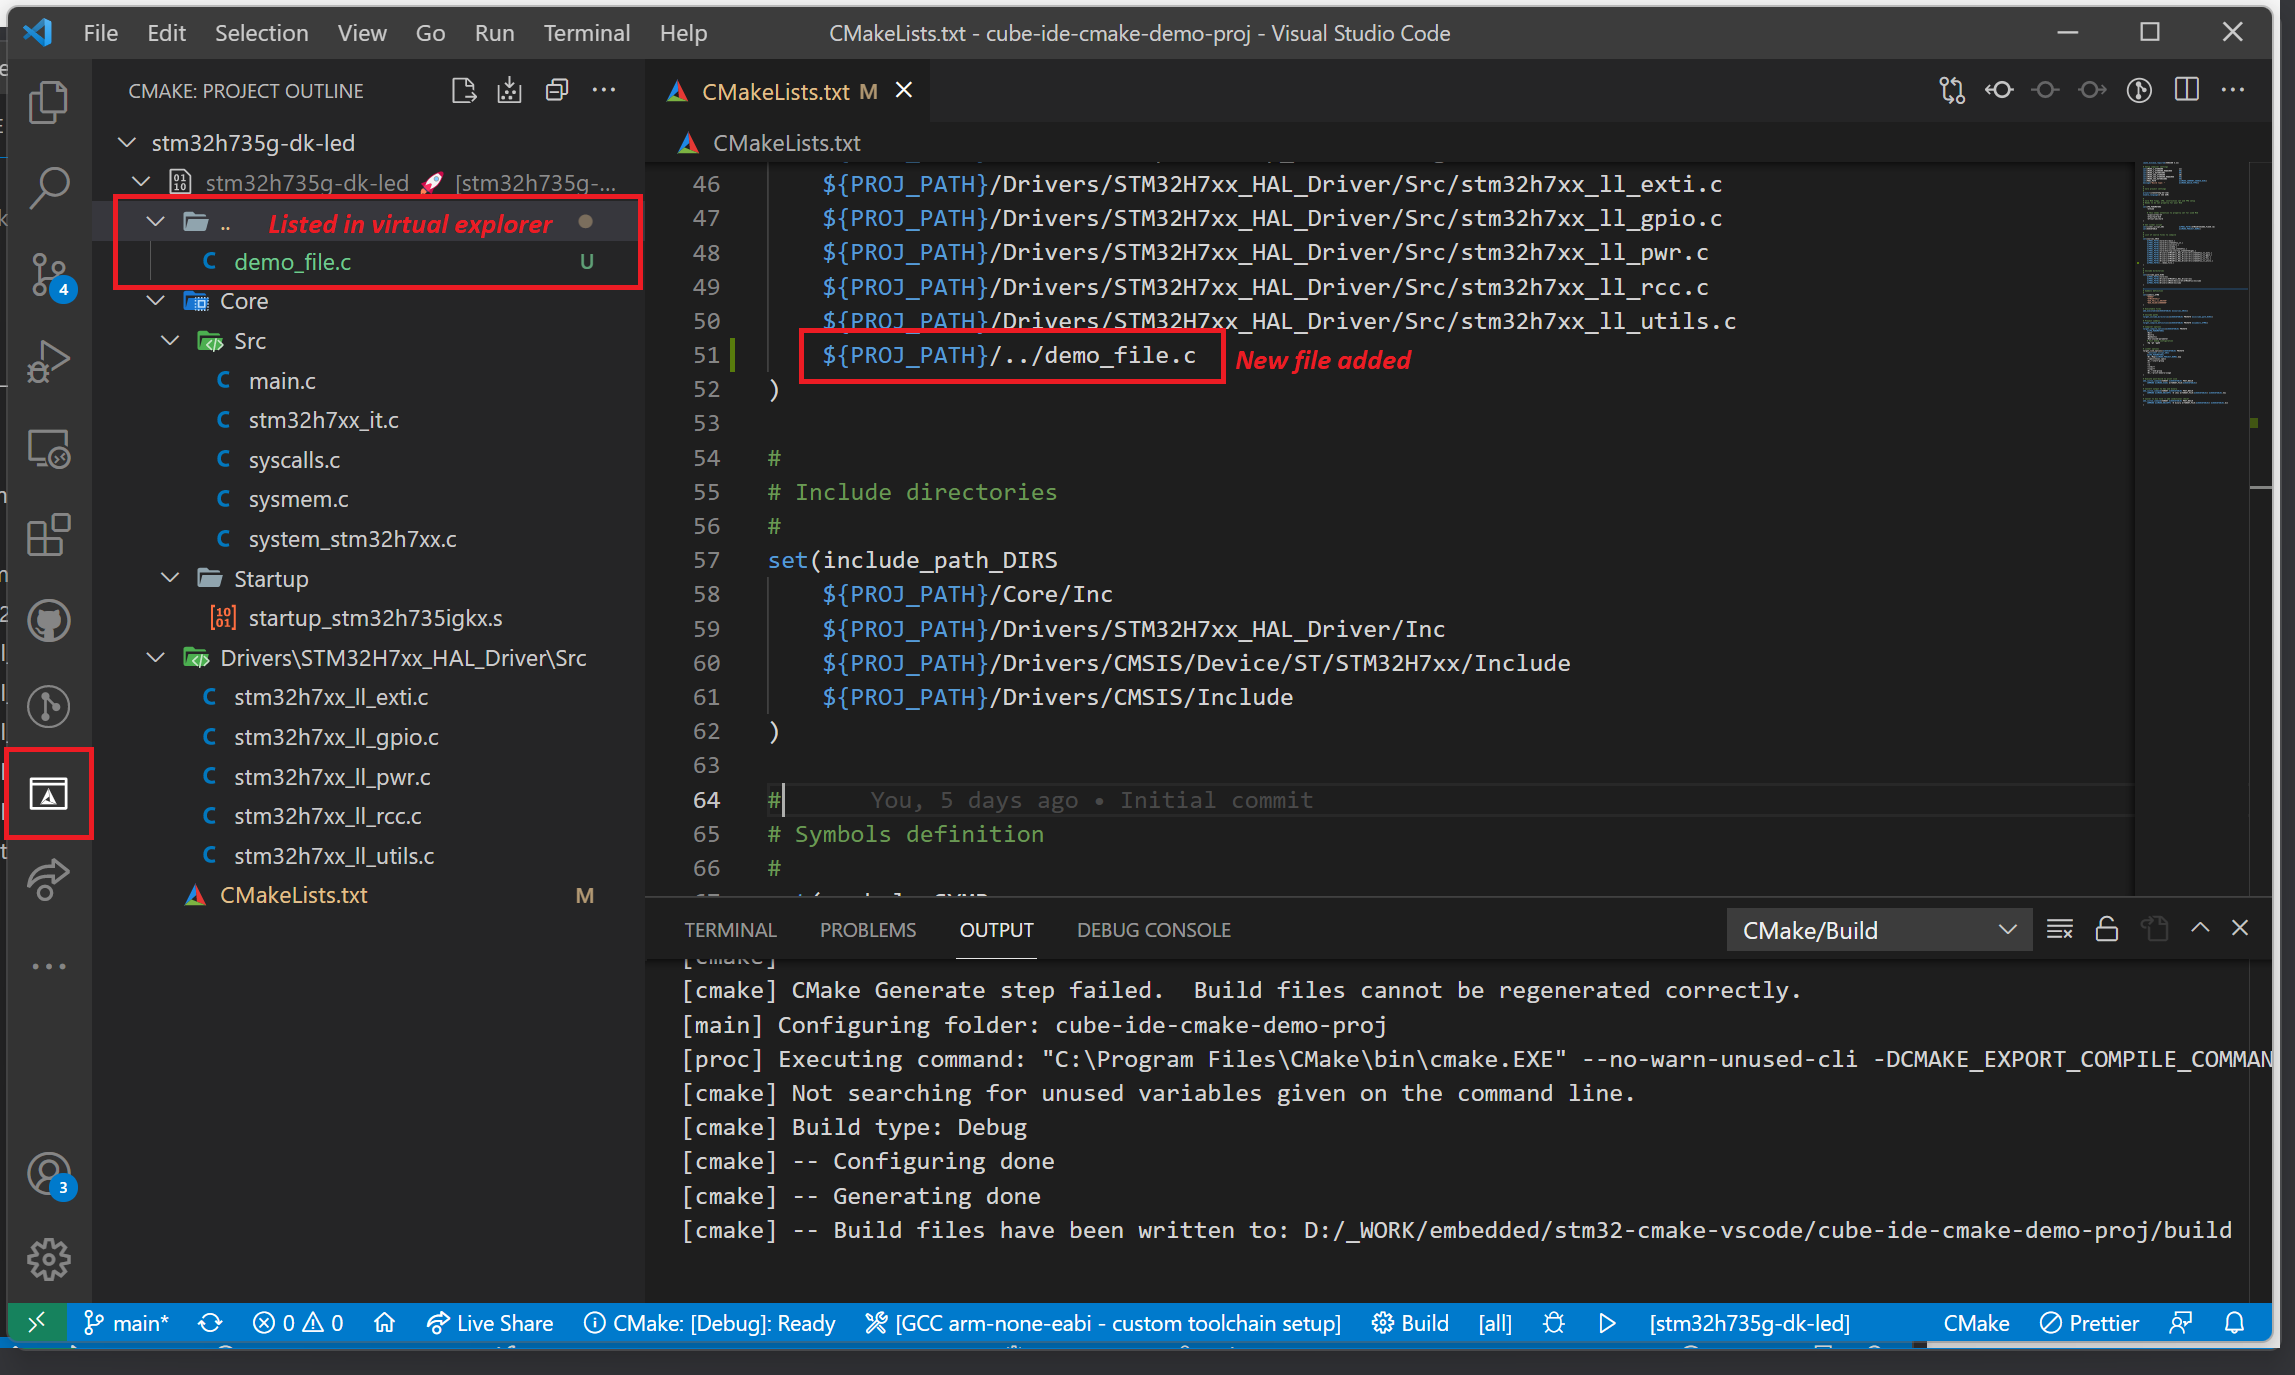 File Edit Selection View Go Run Terminal Help CMakeLists.txt - cube-ide-cmake-demo-proj - Visual Studio Code
CMAKE: PROJECT OUTLINE
stm32h735g-dk-led
stm32h735g-dk-led 🚀 [stm32h735g-...
.. Listed in virtual explorer
C demo_file.c U
Core
Src
C main.c
C stm32h7xx_it.c
C syscalls.c
C sysmem.c
C system_stm32h7xx.c
Startup
startup_stm32h735igkx.s
Drivers\STM32H7xx_HAL_Driver\Src
C stm32h7xx_ll_exti.c
C stm32h7xx_ll_gpio.c
C stm32h7xx_ll_pwr.c
C stm32h7xx_ll_rcc.c
C stm32h7xx_ll_utils.c
CMakeLists.txt M
4
3
CMakeLists.txt M
CMakeLists.txt
46 ${PROJ_PATH}/Drivers/STM32H7xx_HAL_Driver/Src/stm32h7xx_ll_exti.c
47 ${PROJ_PATH}/Drivers/STM32H7xx_HAL_Driver/Src/stm32h7xx_ll_gpio.c
48 ${PROJ_PATH}/Drivers/STM32H7xx_HAL_Driver/Src/stm32h7xx_ll_pwr.c
49 ${PROJ_PATH}/Drivers/STM32H7xx_HAL_Driver/Src/stm32h7xx_ll_rcc.c
50 ${PROJ_PATH}/Drivers/STM32H7xx_HAL_Driver/Src/stm32h7xx_ll_utils.c
51 ${PROJ_PATH}/../demo_file.c New file added
52 )
53
54 #
55 # Include directories
56 #
57 set(include_path_DIRS
58 ${PROJ_PATH}/Core/Inc
59 ${PROJ_PATH}/Drivers/STM32H7xx_HAL_Driver/Inc
60 ${PROJ_PATH}/Drivers/CMSIS/Device/ST/STM32H7xx/Include
61 ${PROJ_PATH}/Drivers/CMSIS/Include
62 )
63
64 # You, 5 days ago • Initial commit
65 # Symbols definition
66 #
TERMINAL PROBLEMS OUTPUT DEBUG CONSOLE CMake/Build
[cmake]
[cmake] CMake Generate step failed.  Build files cannot be regenerated correctly.
[main] Configuring folder: cube-ide-cmake-demo-proj
[proc] Executing command: "C:\Program Files\CMake\bin\cmake.EXE" --no-warn-unused-cli -DCMAKE_EXPORT_COMPILE_COMMAN
[cmake] Not searching for unused variables given on the command line.
[cmake] Build type: Debug
[cmake] -- Configuring done
[cmake] -- Generating done
[cmake] -- Build files have been written to: D:/_WORK/embedded/stm32-cmake-vscode/cube-ide-cmake-demo-proj/build
main* 0 0 Live Share CMake: [Debug]: Ready [GCC arm-none-eabi - custom toolchain setup] Build [all] [stm32h735g-dk-led] CMake Prettier